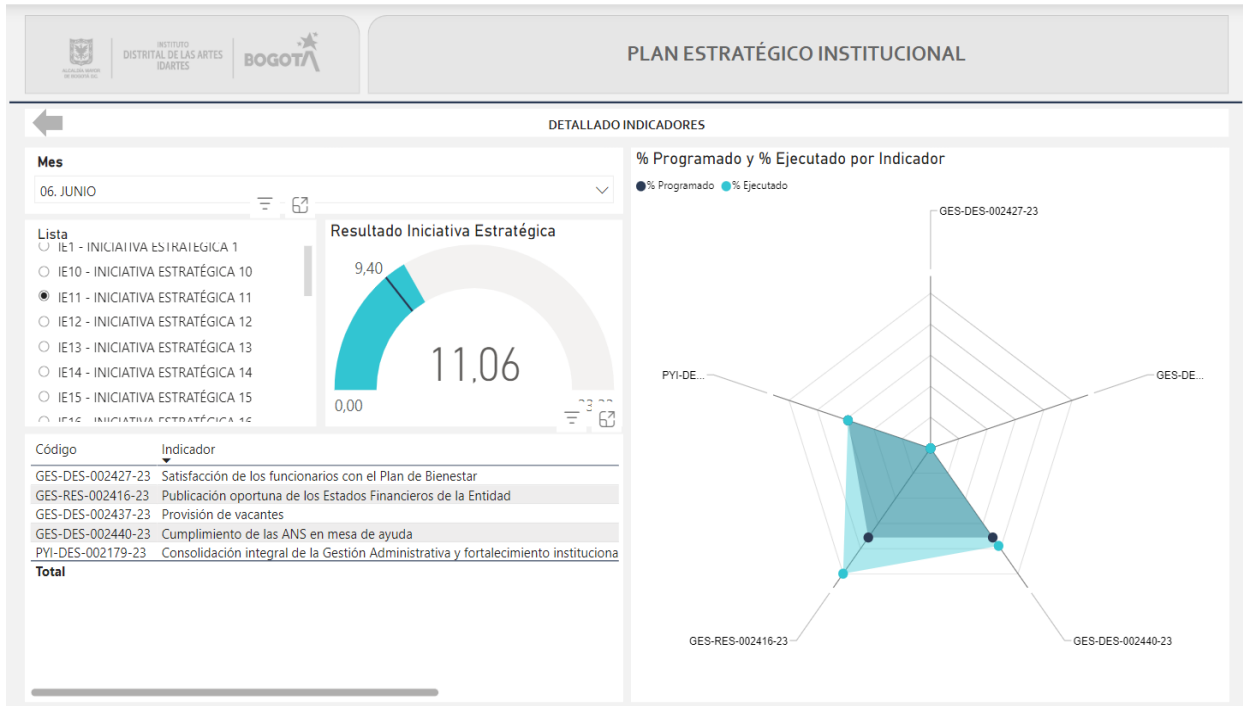 INSTITUTO
DISTRITAL DE LAS ARTES
IDARTES
BOGOTÁ
PLAN ESTRATÉGICO INSTITUCIONAL
DETALLADO INDICADORES
Mes
06. JUNIO
Lista
IE1 - INICIATIVA ESTRATÉGICA 1
IE10 - INICIATIVA ESTRATÉGICA 10
IE11 - INICIATIVA ESTRATÉGICA 11
IE12 - INICIATIVA ESTRATÉGICA 12
IE13 - INICIATIVA ESTRATÉGICA 13
IE14 - INICIATIVA ESTRATÉGICA 14
IE15 - INICIATIVA ESTRATÉGICA 15
IE16 - INICIATIVA ESTRATÉGICA 16
Resultado Iniciativa Estratégica
9,40
11,06
0,00
Código Indicador
GES-DES-002427-23 Satisfacción de los funcionarios con el Plan de Bienestar
GES-RES-002416-23 Publicación oportuna de los Estados Financieros de la Entidad
GES-DES-002437-23 Provisión de vacantes
GES-DES-002440-23 Cumplimiento de las ANS en mesa de ayuda
PYI-DES-002179-23 Consolidación integral de la Gestión Administrativa y fortalecimiento instituciona
Total
% Programado y % Ejecutado por Indicador
% Programado % Ejecutado
GES-DES-002427-23
PYI-DE...
GES-DE...
GES-RES-002416-23
GES-DES-002440-23